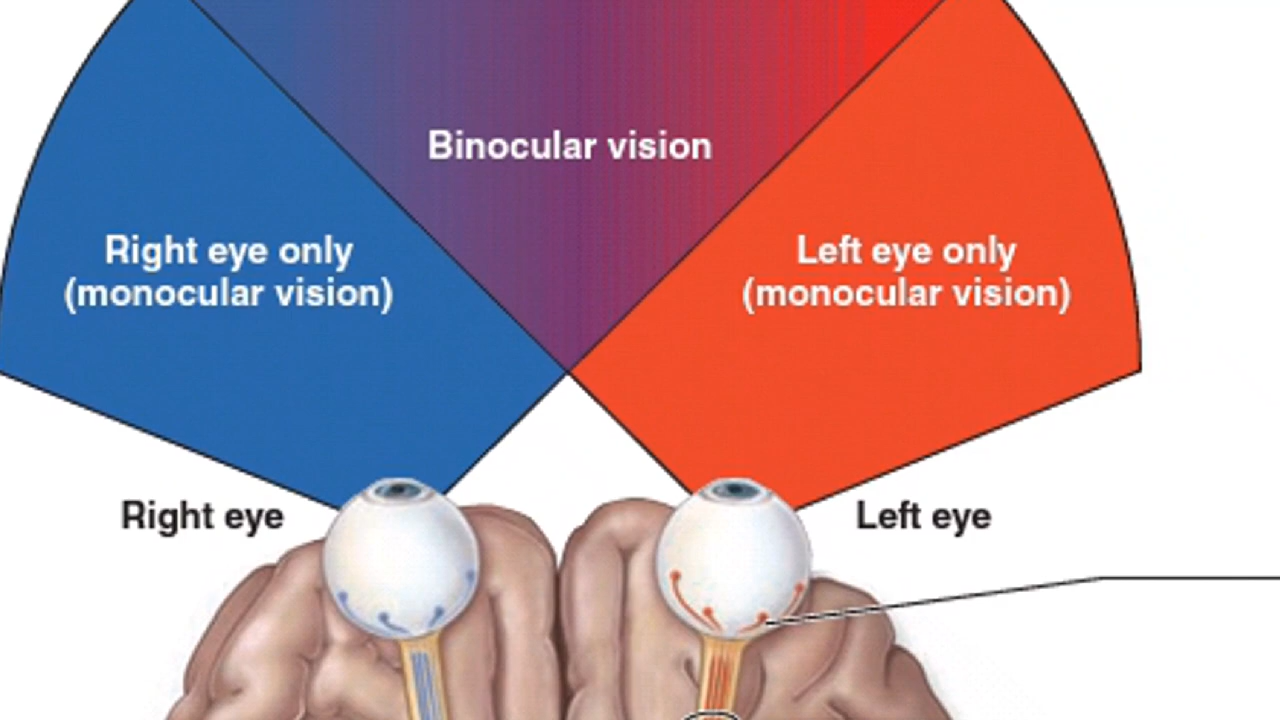 Binocular vision
Right eye only
(monocular vision)
Left eye only
(monocular vision)
Right eye
Left eye